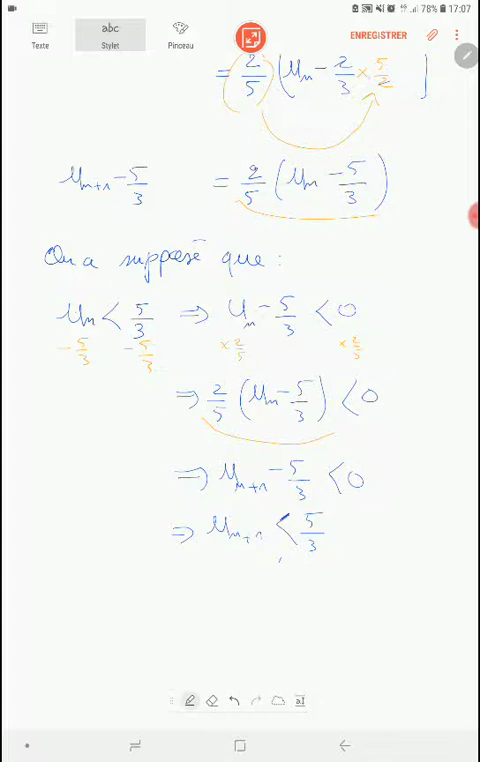 78% 17:07
Texte
abc
Stylet
Pinceau
ENREGISTRER
= 2/5 (Un - 2/3 × 5/2 ]
Un+1 - 5/3 = 2/5 (Un - 5/3)
On a supposé que :
Un < 5/3 ⇒ Un - 5/3 < 0
-5/3 -5/3 ×2/5 ×2/5
⇒ 2/5 (Un - 5/3) < 0
⇒ Un+1 - 5/3 < 0
⇒ Un+1 < 5/3